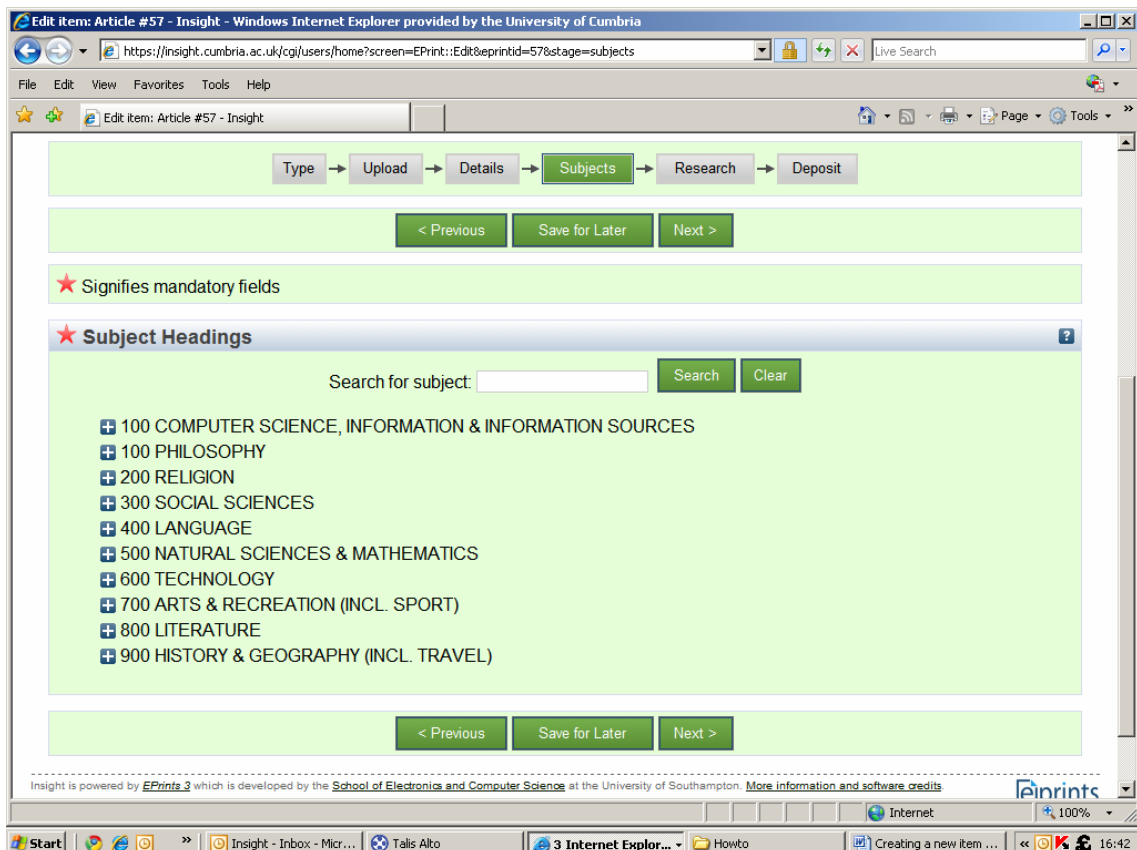 Edit item: Article #57 - Insight - Windows Internet Explorer provided by the University of Cumbria
https://insight.cumbria.ac.uk/cgi/users/home?screen=EPrint::Edit&eprintid=57&stage=subjects
Live Search
File Edit View Favorites Tools Help
Edit item: Article #57 - Insight
Page Tools »
Type Upload Details Subjects Research Deposit
< Previous Save for Later Next >
Signifies mandatory fields
Subject Headings ?
Search for subject: Search Clear
100 COMPUTER SCIENCE, INFORMATION & INFORMATION SOURCES
100 PHILOSOPHY
200 RELIGION
300 SOCIAL SCIENCES
400 LANGUAGE
500 NATURAL SCIENCES & MATHEMATICS
600 TECHNOLOGY
700 ARTS & RECREATION (INCL. SPORT)
800 LITERATURE
900 HISTORY & GEOGRAPHY (INCL. TRAVEL)
< Previous Save for Later Next >
Insight is powered by EPrints 3 which is developed by the School of Electronics and Computer Science at the University of Southampton. More information and software credits.
eprints
Internet 100%
Start » Insight - Inbox - Micr... Talis Alto 3 Internet Explor... Howto Creating a new item ... « 16:42